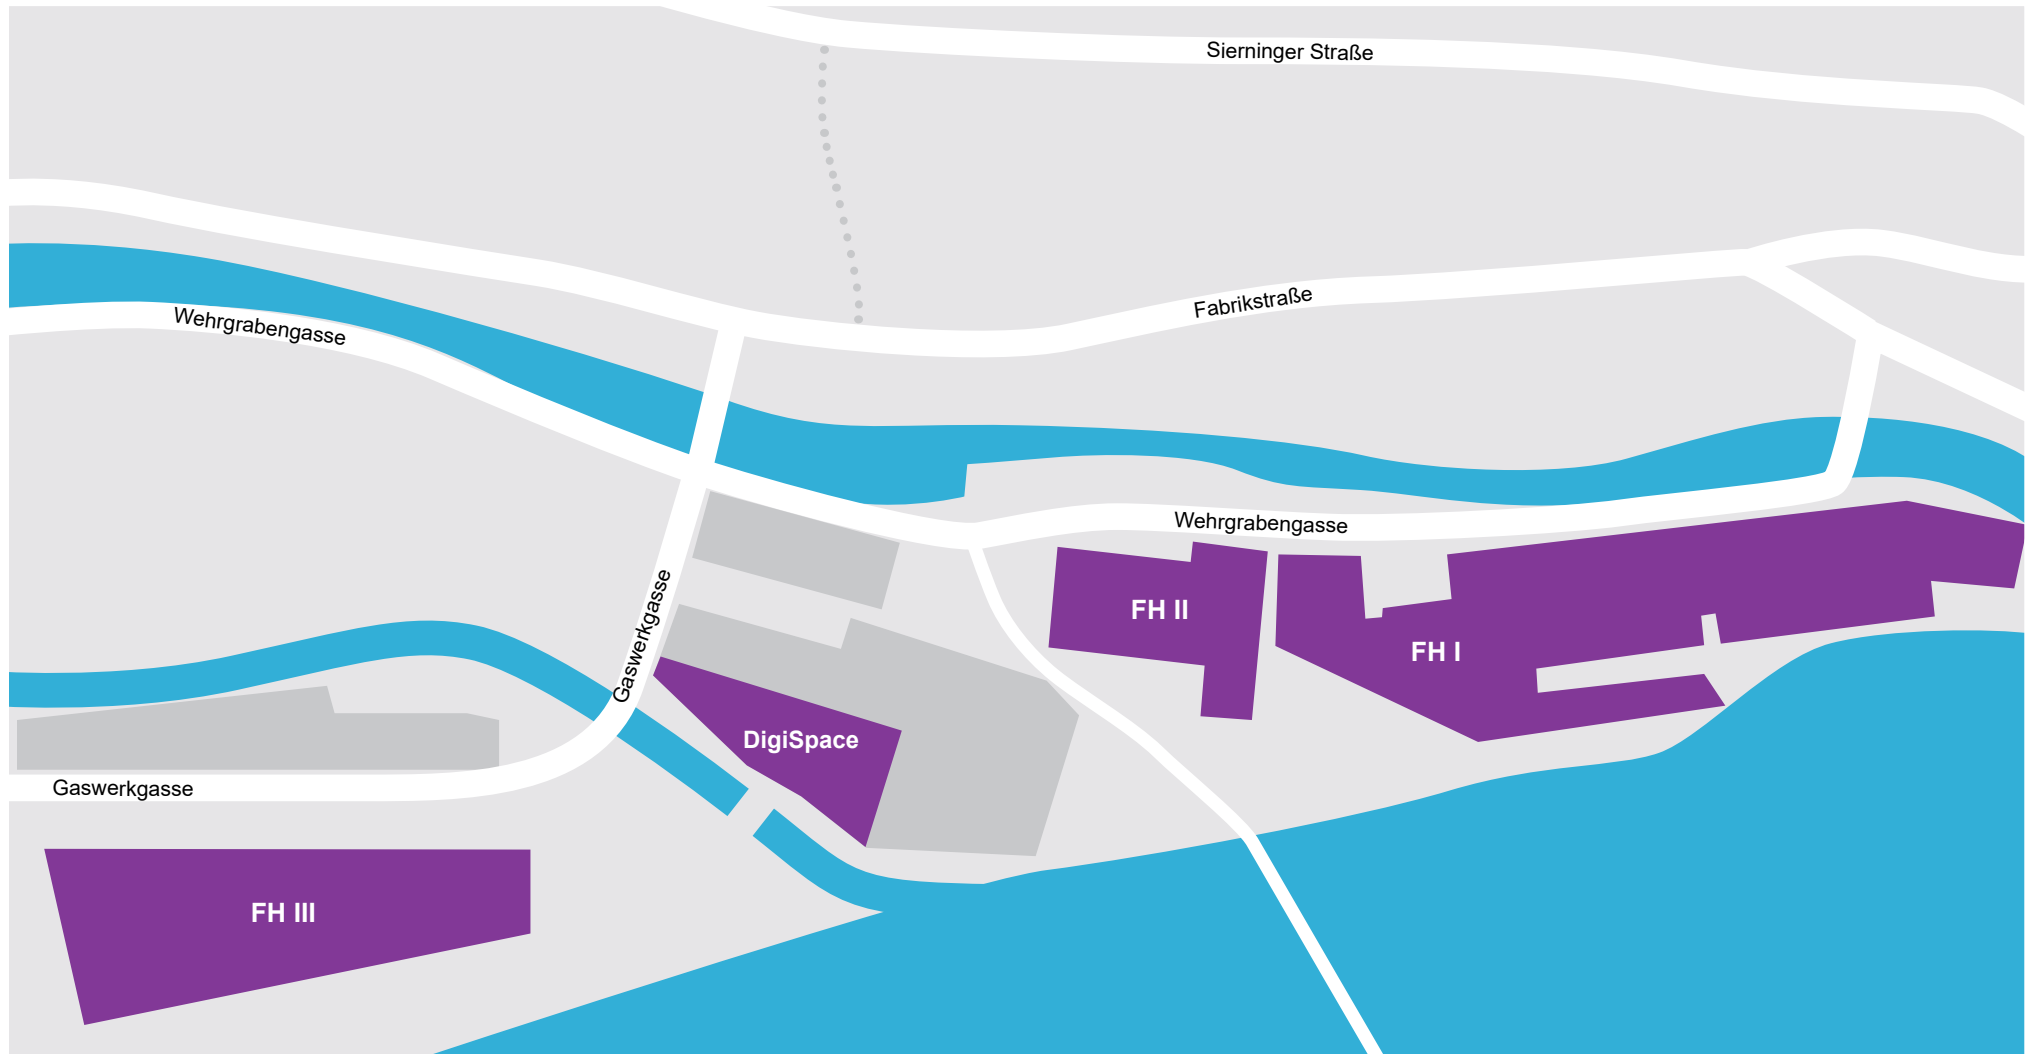 Sierninger Straße
Fabrikstraße
Wehrgrabengasse
Wehrgrabengasse
Gaswerkgasse
FH II
FH I
DigiSpace
Gaswerkgasse
FH III